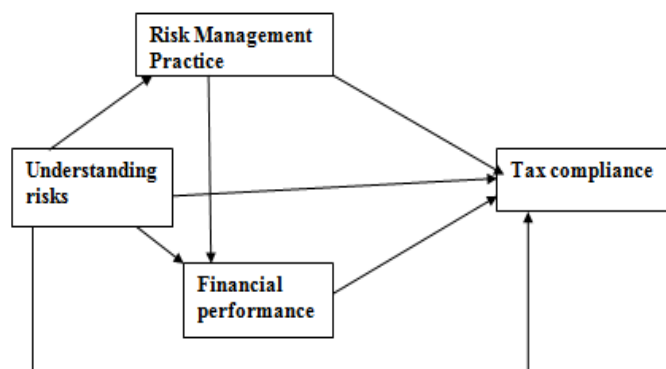 Risk Management
Practice
Understanding
risks
Tax compliance
Financial
performance